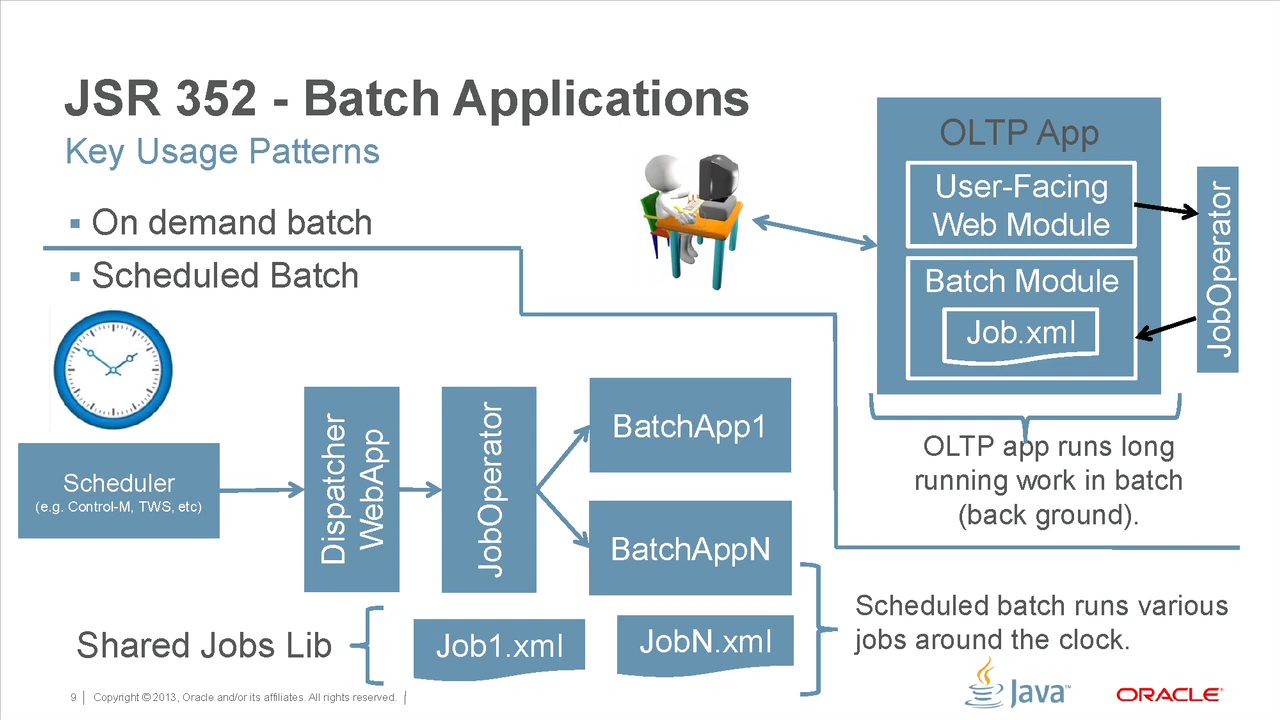 JSR 352 - Batch Applications
Key Usage Patterns
On demand batch
Scheduled Batch
OLTP App
User-Facing
Web Module
Batch Module
Job.xml
JobOperator
OLTP app runs long
running work in batch
(back ground).
Scheduler
(e.g. Control-M, TWS, etc)
Dispatcher
WebApp
JobOperator
BatchApp1
BatchAppN
Shared Jobs Lib
Job1.xml
JobN.xml
Scheduled batch runs various
jobs around the clock.
9 Copyright © 2013, Oracle and/or its affiliates. All rights reserved.
Java™
ORACLE®